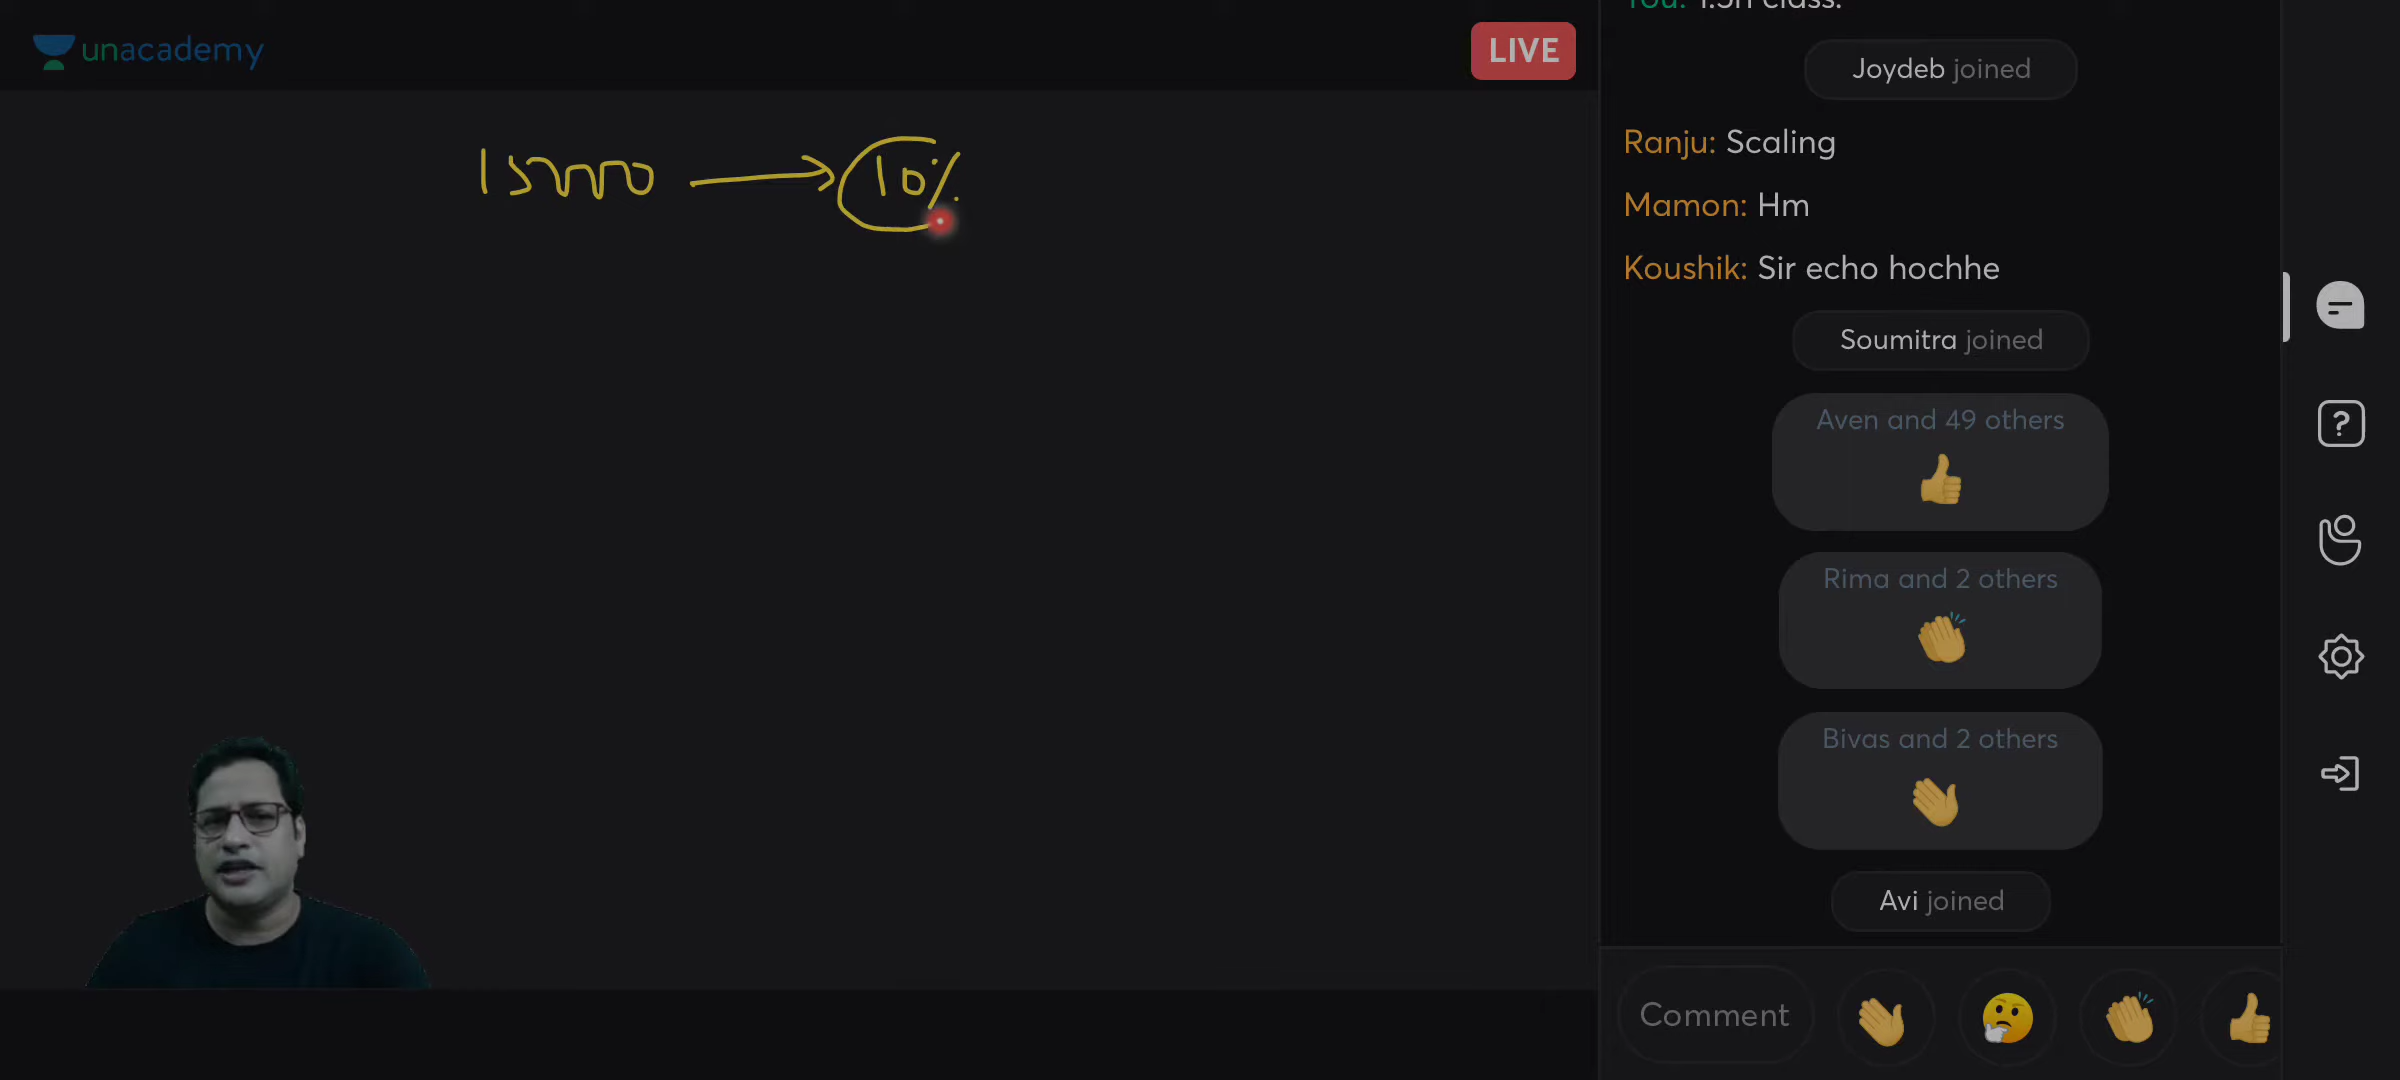 unacademy
LIVE
10%
You: 1.5h class.
Joydeb joined
Ranju: Scaling
Mamon: Hm
Koushik: Sir echo hochhe
Soumitra joined
Aven and 49 others
Rima and 2 others
Bivas and 2 others
Avi joined
Comment